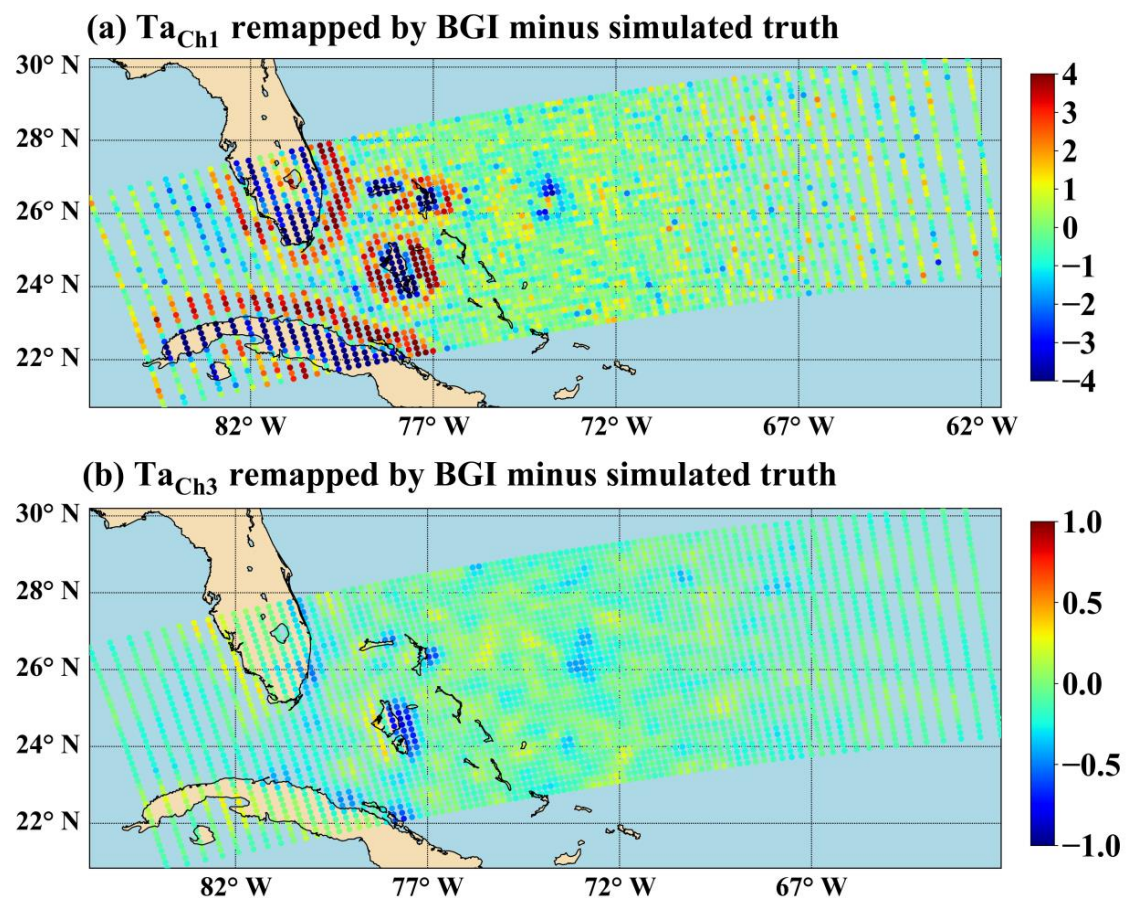 (a) Ta_Ch1 remapped by BGI minus simulated truth
30° N
28° N
26° N
24° N
22° N
82° W 77° W 72° W 67° W 62° W
4
3
2
1
0
−1
−2
−3
−4
(b) Ta_Ch3 remapped by BGI minus simulated truth
30° N
28° N
26° N
24° N
22° N
82° W 77° W 72° W 67° W
1.0
0.5
0.0
−0.5
−1.0